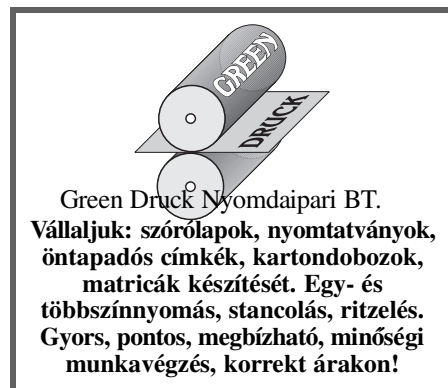 GREEN
DRUCK
Green Druck Nyomdaipari BT.
Vállaljuk: szórólapok, nyomtatványok,
öntapadós címkék, kartondobozok,
matricák készítését. Egy- és
többszínnyomás, stancolás, ritzelés.
Gyors, pontos, megbízható, minőségi
munkavégzés, korrekt árakon!